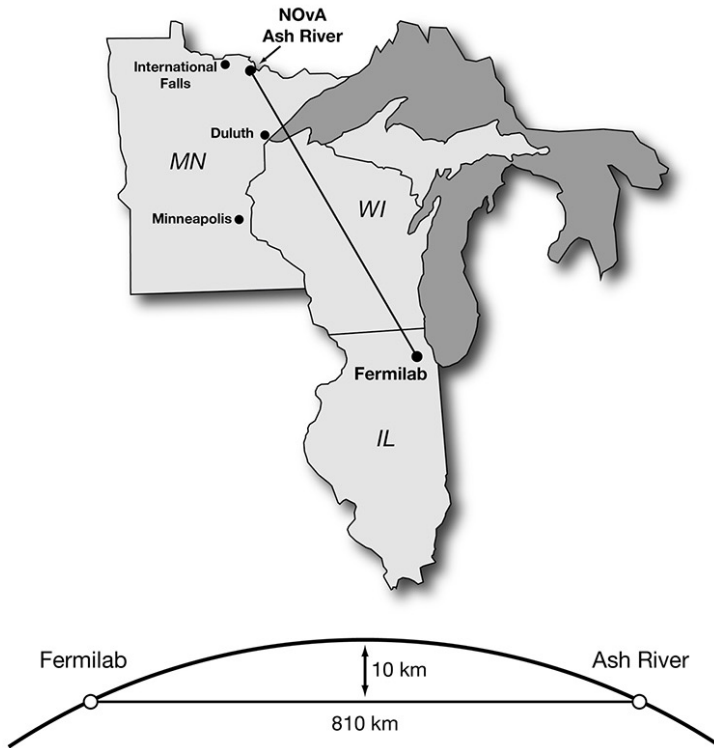 NOvA
Ash River
International
Falls
Duluth
MN
Minneapolis
WI
Fermilab
IL
Fermilab
Ash River
10 km
810 km